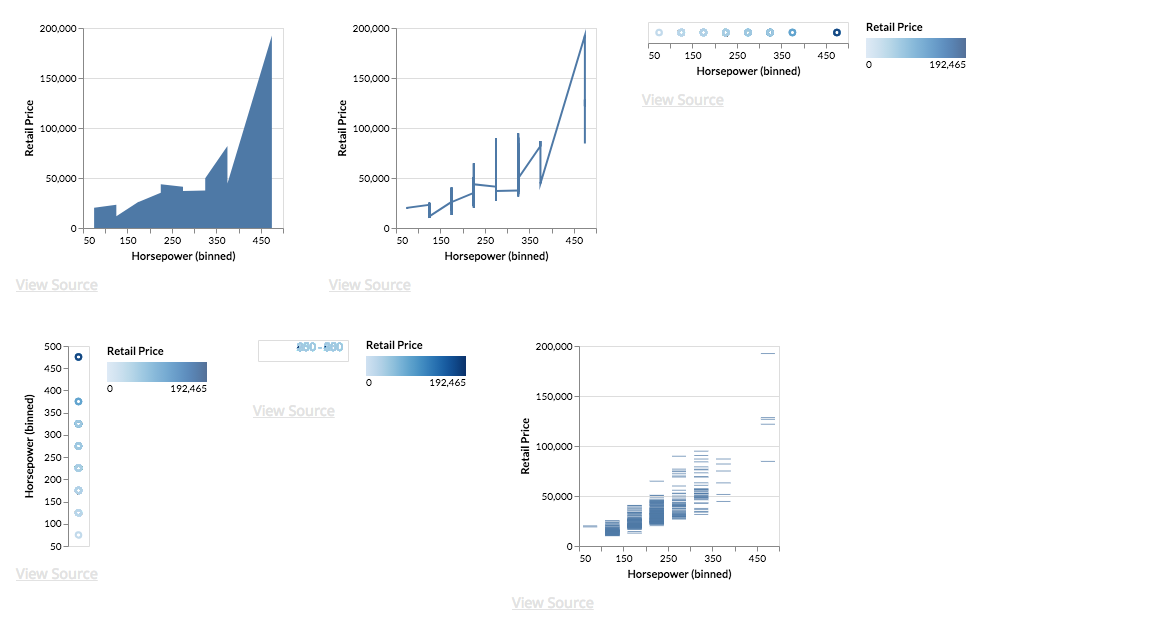 200,000
150,000
100,000
50,000
0
Retail Price
50 150 250 350 450
Horsepower (binned)
View Source
200,000
150,000
100,000
50,000
0
Retail Price
50 150 250 350 450
Horsepower (binned)
View Source
50 150 250 350 450
Horsepower (binned)
Retail Price
0 192,465
View Source
500
450
400
350
300
250
200
150
100
50
Horsepower (binned)
Retail Price
0 192,465
View Source
Retail Price
0 192,465
View Source
200,000
150,000
100,000
50,000
0
Retail Price
50 150 250 350 450
Horsepower (binned)
View Source